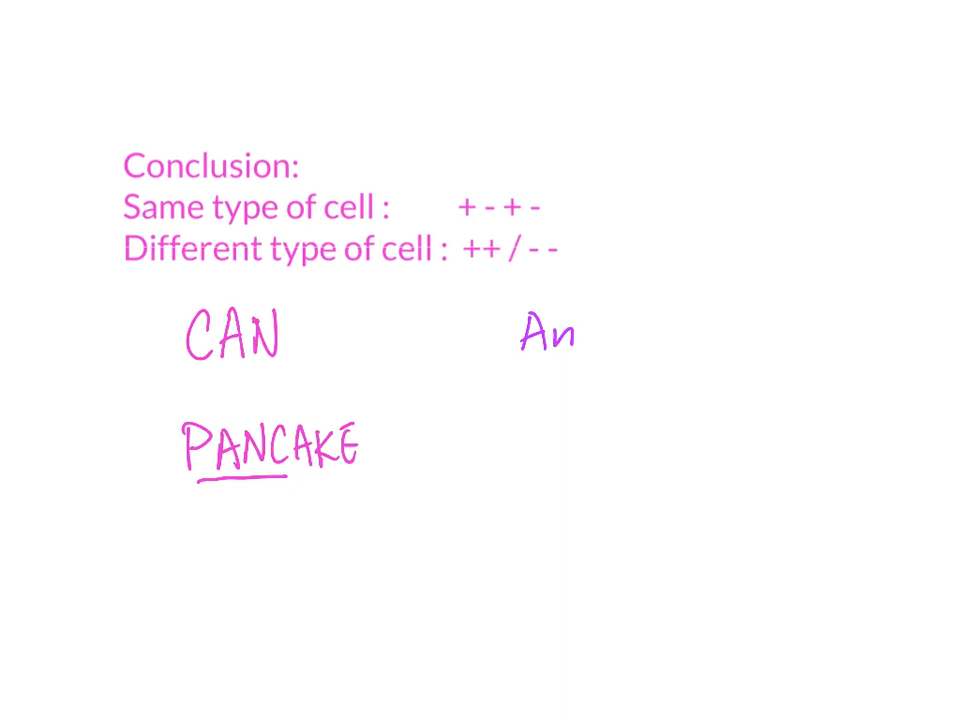 Conclusion:
Same type of cell : + - + -
Different type of cell : ++ / - -
CAN An
PANCAKE